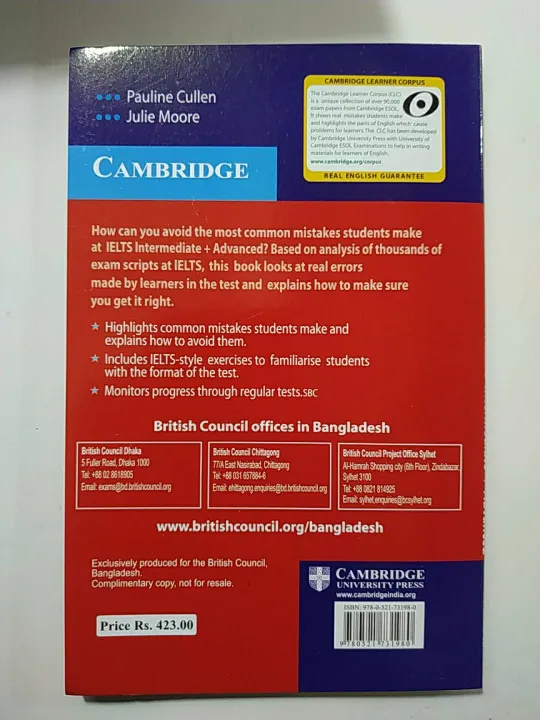 Pauline Cullen
Julie Moore
CAMBRIDGE
CAMBRIDGE LEARNER CORPUS
The Cambridge Learner Corpus (CLC)
is a unique collection of over 90,000
exam papers from Cambridge ESOL.
It shows real mistakes students make
and highlights the parts of English which cause
problems for learners. The CLC has been developed
by Cambridge University Press with University of
Cambridge ESOL Examinations to help in writing
materials for learners of English.
www.cambridge.org/corpus
REAL ENGLISH GUARANTEE
How can you avoid the most common mistakes students make
at IELTS Intermediate + Advanced? Based on analysis of thousands of
exam scripts at IELTS, this book looks at real errors
made by learners in the test and explains how to make sure
you get it right.
★ Highlights common mistakes students make and
explains how to avoid them.
★ Includes IELTS-style exercises to familiarise students
with the format of the test.
★ Monitors progress through regular tests.SBC
British Council offices in Bangladesh
British Council Dhaka
5 Fuller Road, Dhaka 1000
Tel: +88 02 8618905
Email: exams@bd.britishcouncil.org
British Council Chittagong
77/A East Nasirabad, Chittagong
Tel: +88 031 657884-6
Email: ehittagong.enquiries@bd.britishcouncil.org
British Council Project Office Sylhet
Al-Hamrah Shopping city (6th Floor), Zindabazar,
Sylhet 3100
Tel: +88 0821 814925
Email: sylhet,enquiries@bcsylhet.org
www.britishcouncil.org/bangladesh
Exclusively produced for the British Council,
Bangladesh.
Complimentary copy, not for resale.
Price Rs. 423.00
CAMBRIDGE
UNIVERSITY PRESS
www.cambridgeindia.org
ISBN: 978-0-321-73198-0
9 780321 731980